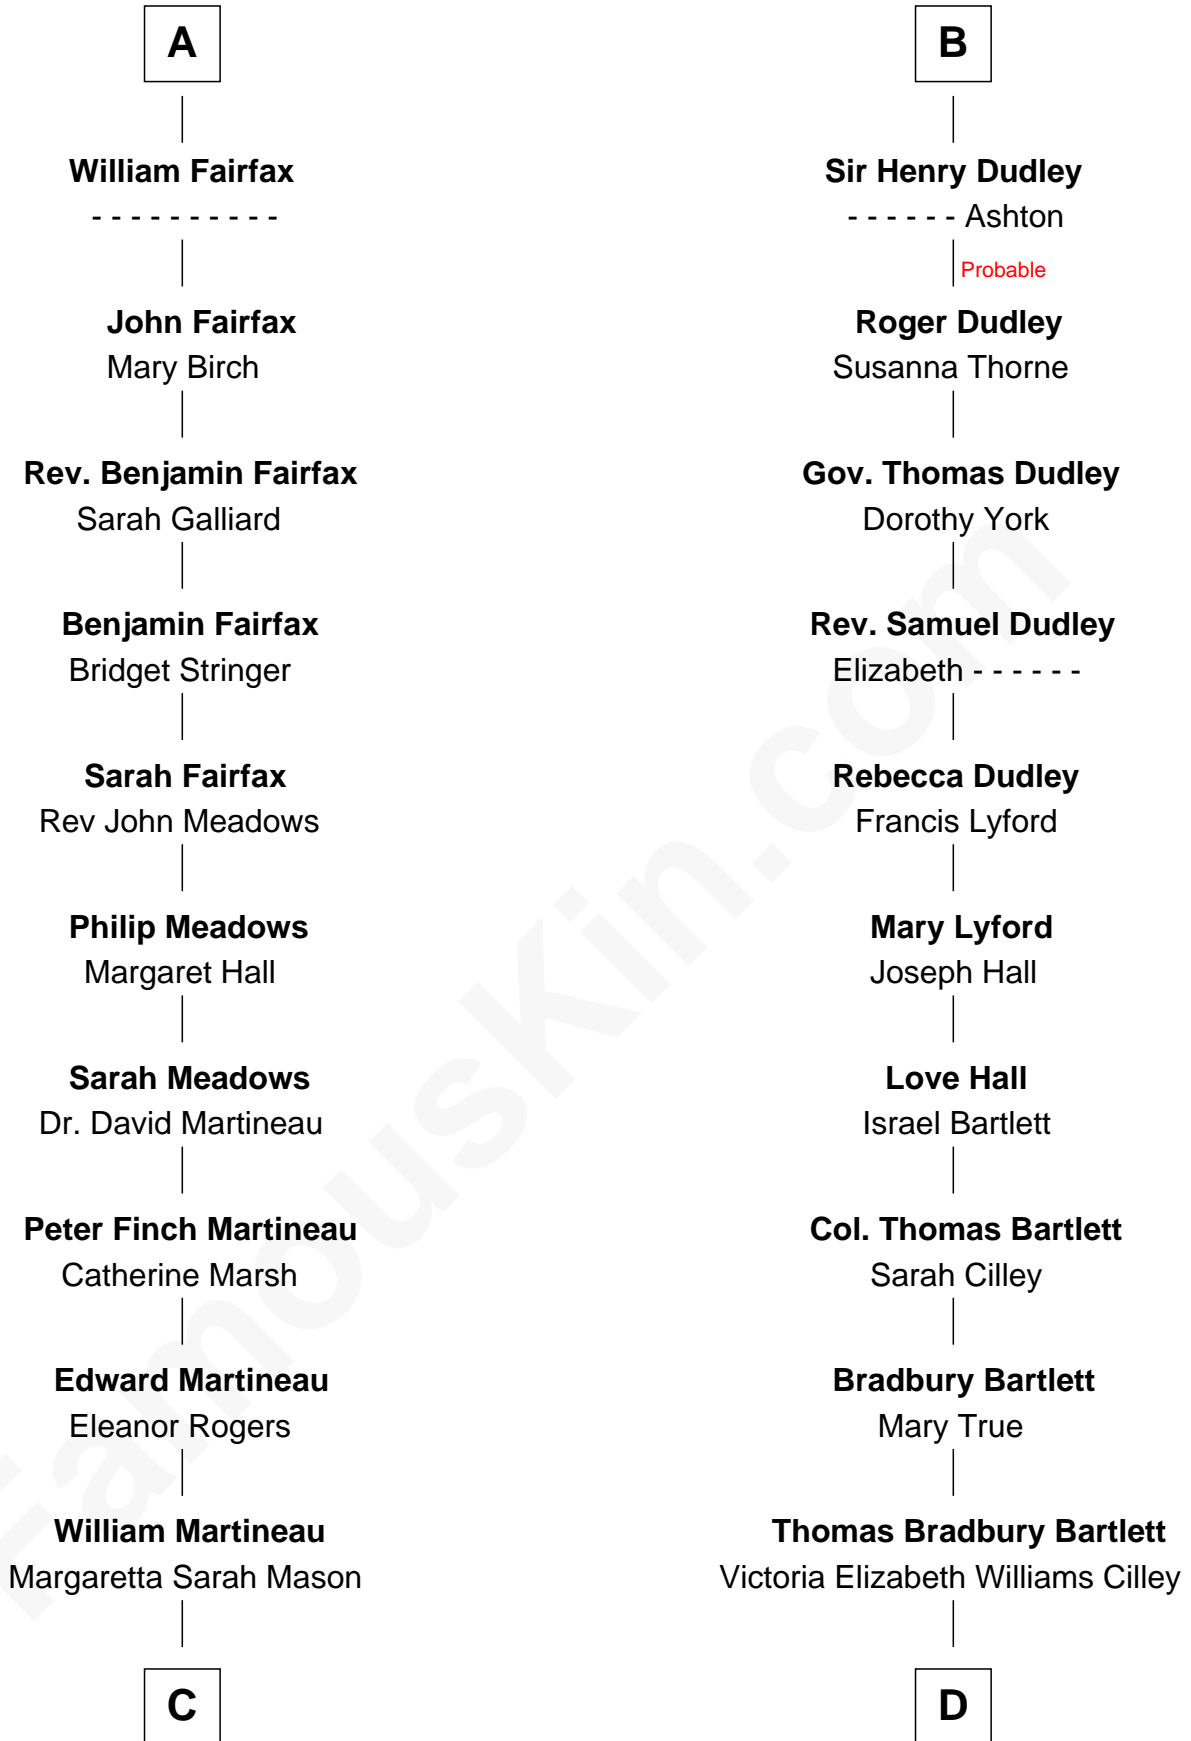 A
William Fairfax
- - - - - - - - - -
John Fairfax
Mary Birch
Rev. Benjamin Fairfax
Sarah Galliard
Benjamin Fairfax
Bridget Stringer
Sarah Fairfax
Rev John Meadows
Philip Meadows
Margaret Hall
Sarah Meadows
Dr. David Martineau
Peter Finch Martineau
Catherine Marsh
Edward Martineau
Eleanor Rogers
William Martineau
Margaretta Sarah Mason
C
B
Sir Henry Dudley
- - - - - - Ashton
Probable
Roger Dudley
Susanna Thorne
Gov. Thomas Dudley
Dorothy York
Rev. Samuel Dudley
Elizabeth - - - - - -
Rebecca Dudley
Francis Lyford
Mary Lyford
Joseph Hall
Love Hall
Israel Bartlett
Col. Thomas Bartlett
Sarah Cilley
Bradbury Bartlett
Mary True
Thomas Bradbury Bartlett
Victoria Elizabeth Williams Cilley
D
FamousKin.com